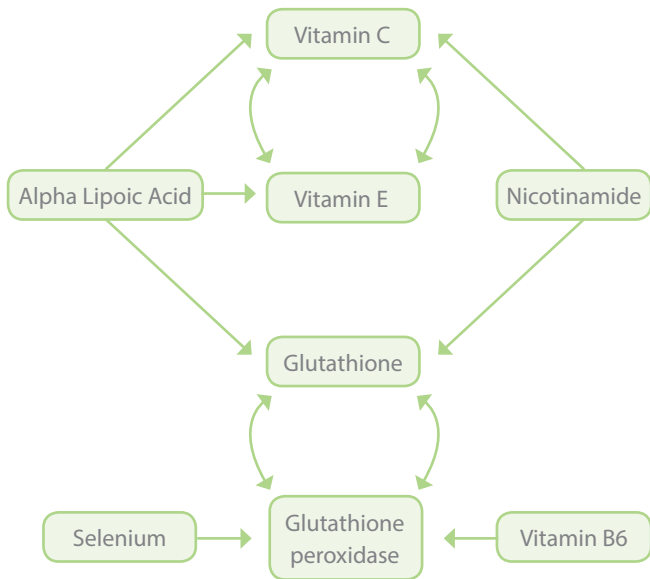 Vitamin C
Alpha Lipoic Acid
Vitamin E
Nicotinamide
Glutathione
Selenium
Glutathione
peroxidase
Vitamin B6